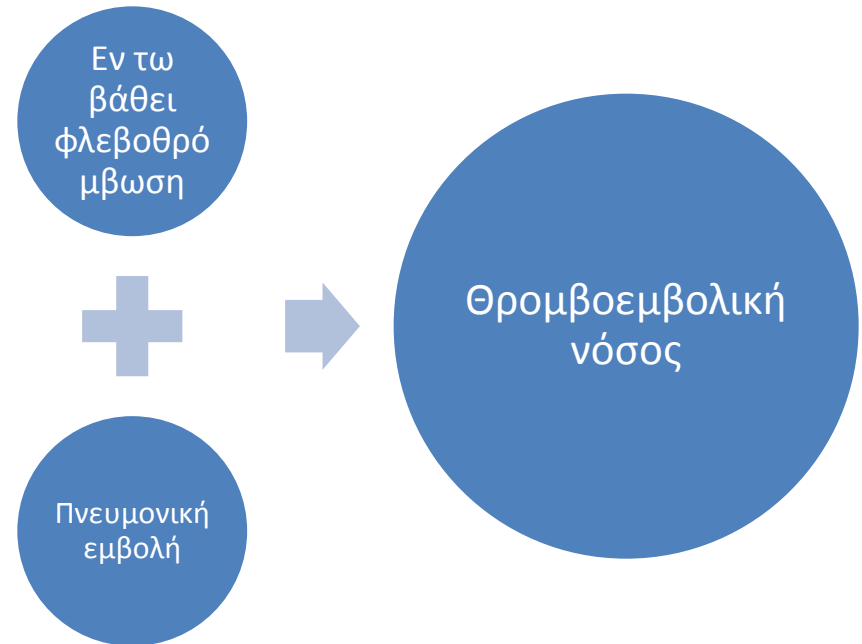 Εν τω
βάθει
φλεβοθρό
μβωση
Πνευμονική
εμβολή
Θρομβοεμβολική
νόσος